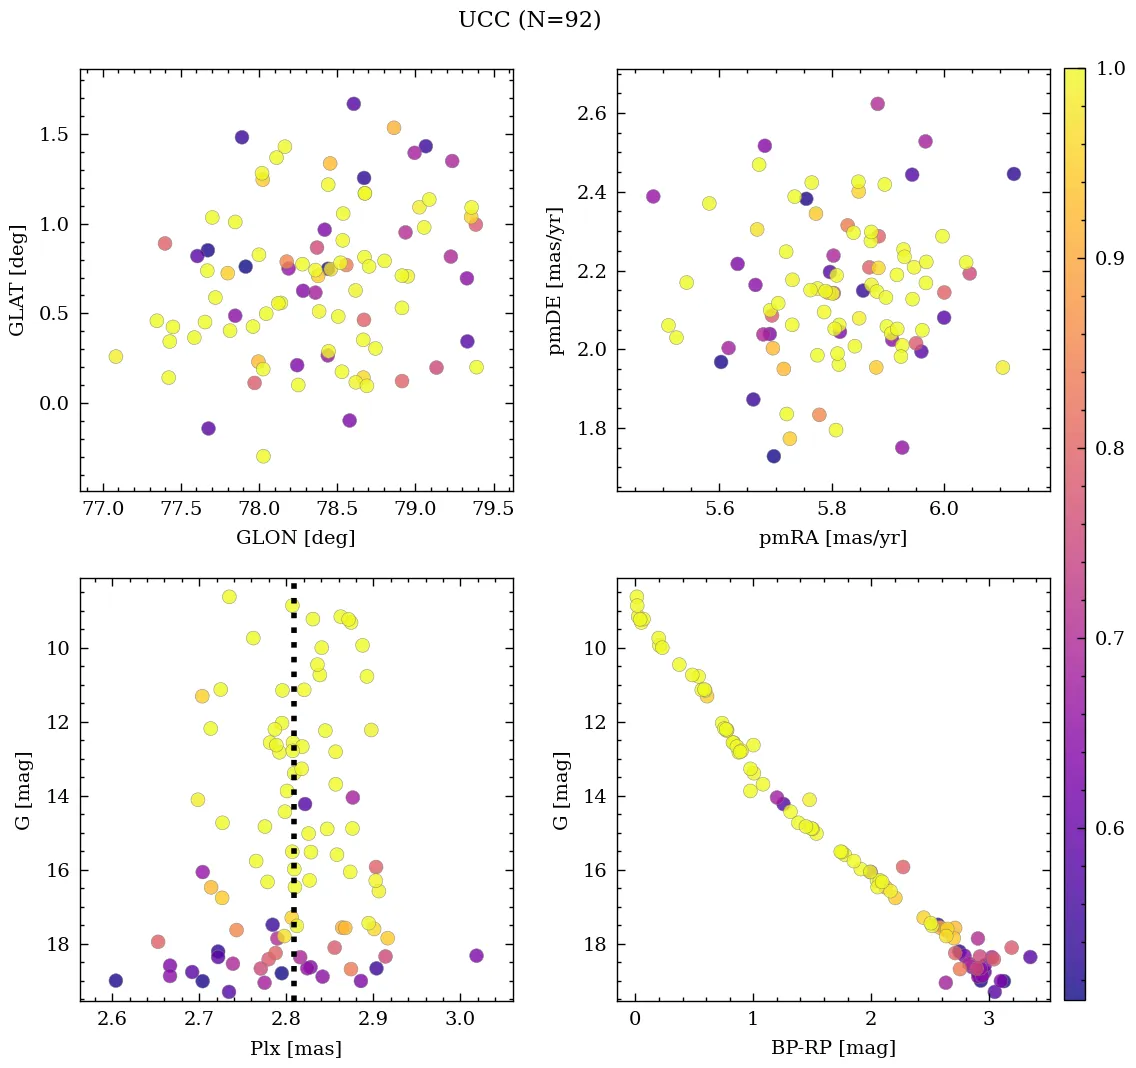 UCC (N=92)
1.5
1.0
0.5
0.0
GLAT [deg]
77.0 77.5 78.0 78.5 79.0 79.5
GLON [deg]
2.6
2.4
2.2
2.0
1.8
pmDE [mas/yr]
5.6 5.8 6.0
pmRA [mas/yr]
10
12
14
16
18
G [mag]
2.6 2.7 2.8 2.9 3.0
Plx [mas]
10
12
14
16
18
G [mag]
0 1 2 3
BP-RP [mag]
1.0
0.9
0.8
0.7
0.6